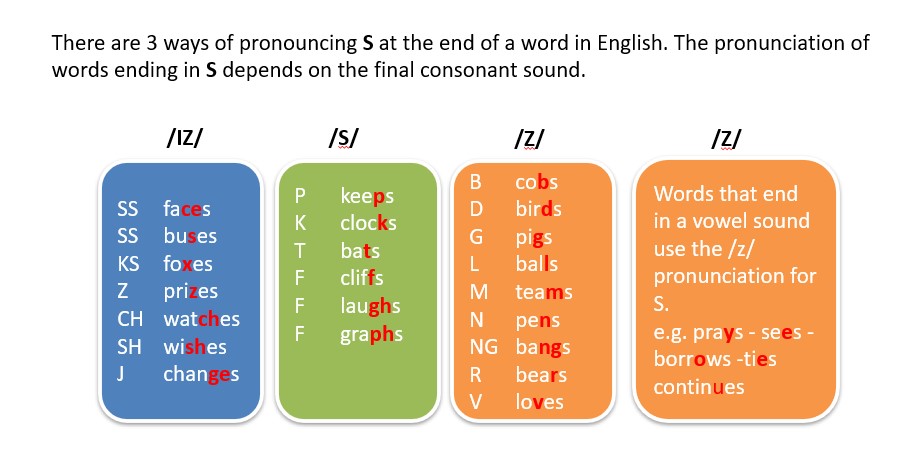 There are 3 ways of pronouncing S at the end of a word in English. The pronunciation of
words ending in S depends on the final consonant sound.
/IZ/
SS faces
SS buses
KS foxes
Z prizes
CH watches
SH wishes
J changes
/S/
P keeps
K clocks
T bats
F cliffs
F laughs
F graphs
/Z/
B cobs
D birds
G pigs
L balls
M teams
N pens
NG bangs
R bears
V loves
/Z/
Words that end
in a vowel sound
use the /z/
pronunciation for
S.
e.g. prays - sees -
borrows -ties
continues